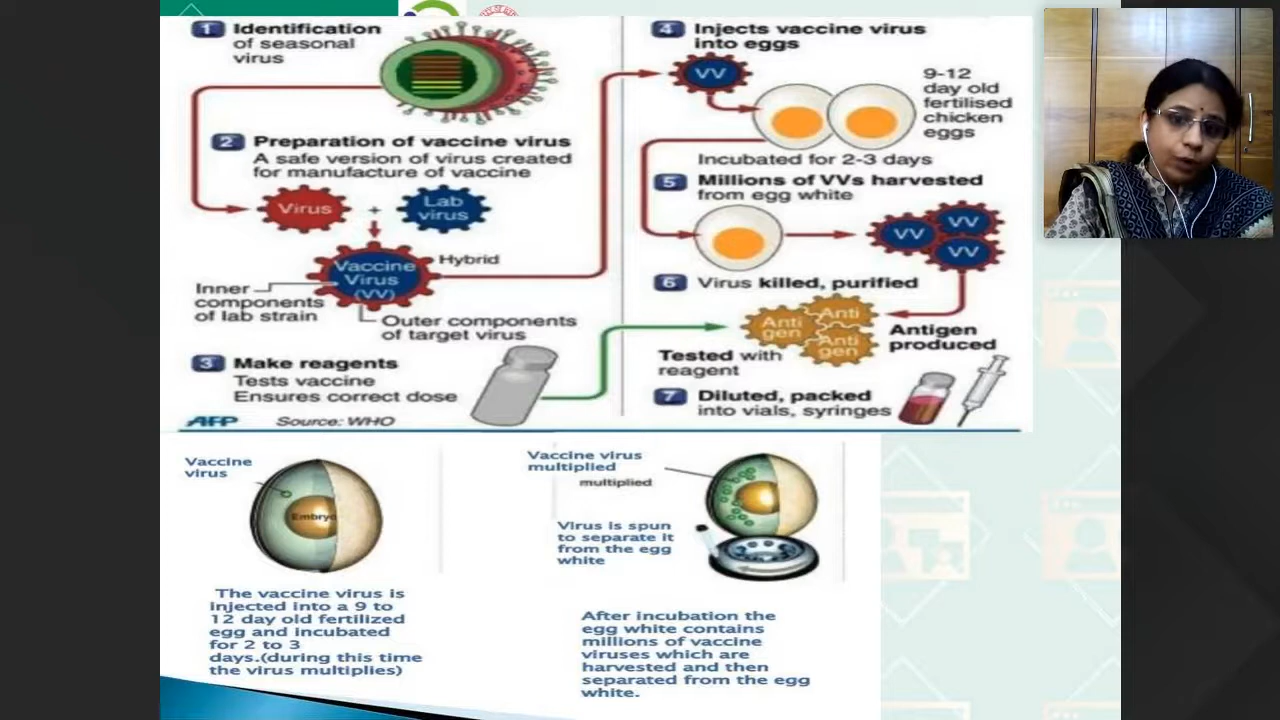 1 Identification
of seasonal
virus
2 Preparation of vaccine virus
A safe version of virus created
for manufacture of vaccine
Virus + Lab
virus
Vaccine
Virus
(VV)
Hybrid
Inner
components
of lab strain
Outer components
of target virus
3 Make reagents
Tests vaccine
Ensures correct dose
AFP Source: WHO
4 Injects vaccine virus
into eggs
VV
9-12
day old
fertilised
chicken
eggs
Incubated for 2-3 days
5 Millions of VVs harvested
from egg white
VV
VV
VV
6 Virus killed, purified
Anti
gen
Anti
gen
Anti
Antigen
produced
Tested with
reagent
7 Diluted, packed
into vials, syringes
Vaccine
virus
Embryo
The vaccine virus is
injected into a 9 to
12 day old fertilized
egg and incubated
for 2 to 3
days.(during this time
the virus multiplies)
Vaccine virus
multiplied
multiplied
Virus is spun
to separate it
from the egg
white
After incubation the
egg white contains
millions of vaccine
viruses which are
harvested and then
separated from the egg
white.